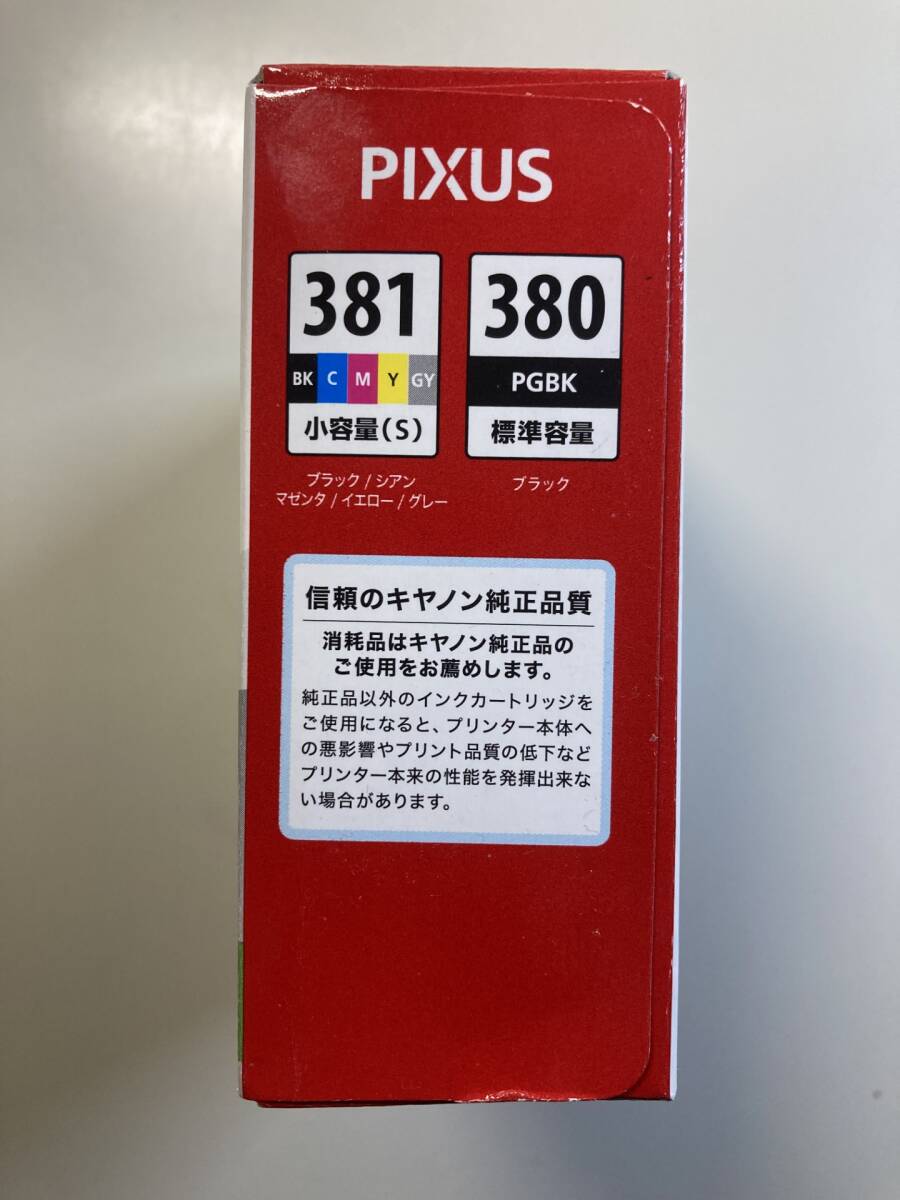 PIXUS
381
BK C M Y GY
小容量(S)
ブラック / シアン
マゼンタ / イエロー / グレー
380
PGBK
標準容量
ブラック
信頼のキヤノン純正品質
消耗品はキヤノン純正品の
ご使用をお薦めします。
純正品以外のインクカートリッジを
ご使用になると、プリンター本体へ
の悪影響やプリント品質の低下など
プリンター本来の性能を発揮出来な
い場合があります。